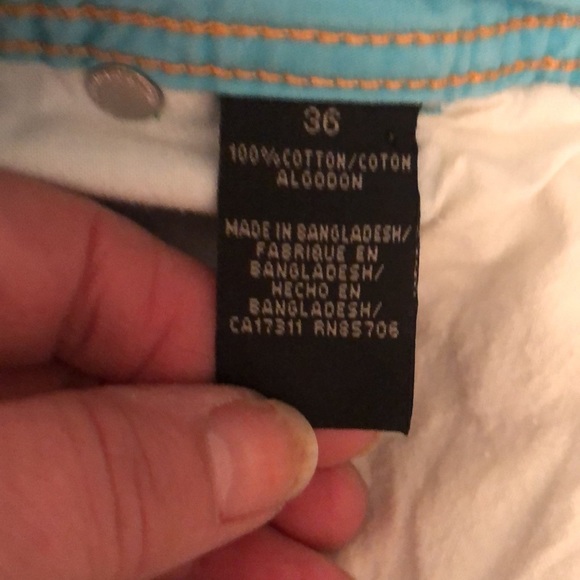 36
100%COTTON/COTON
ALGODON
MADE IN BANGLADESH/
FABRIQUE EN
BANGLADESH/
HECHO EN
BANGLADESH/
CA17311 RN85706